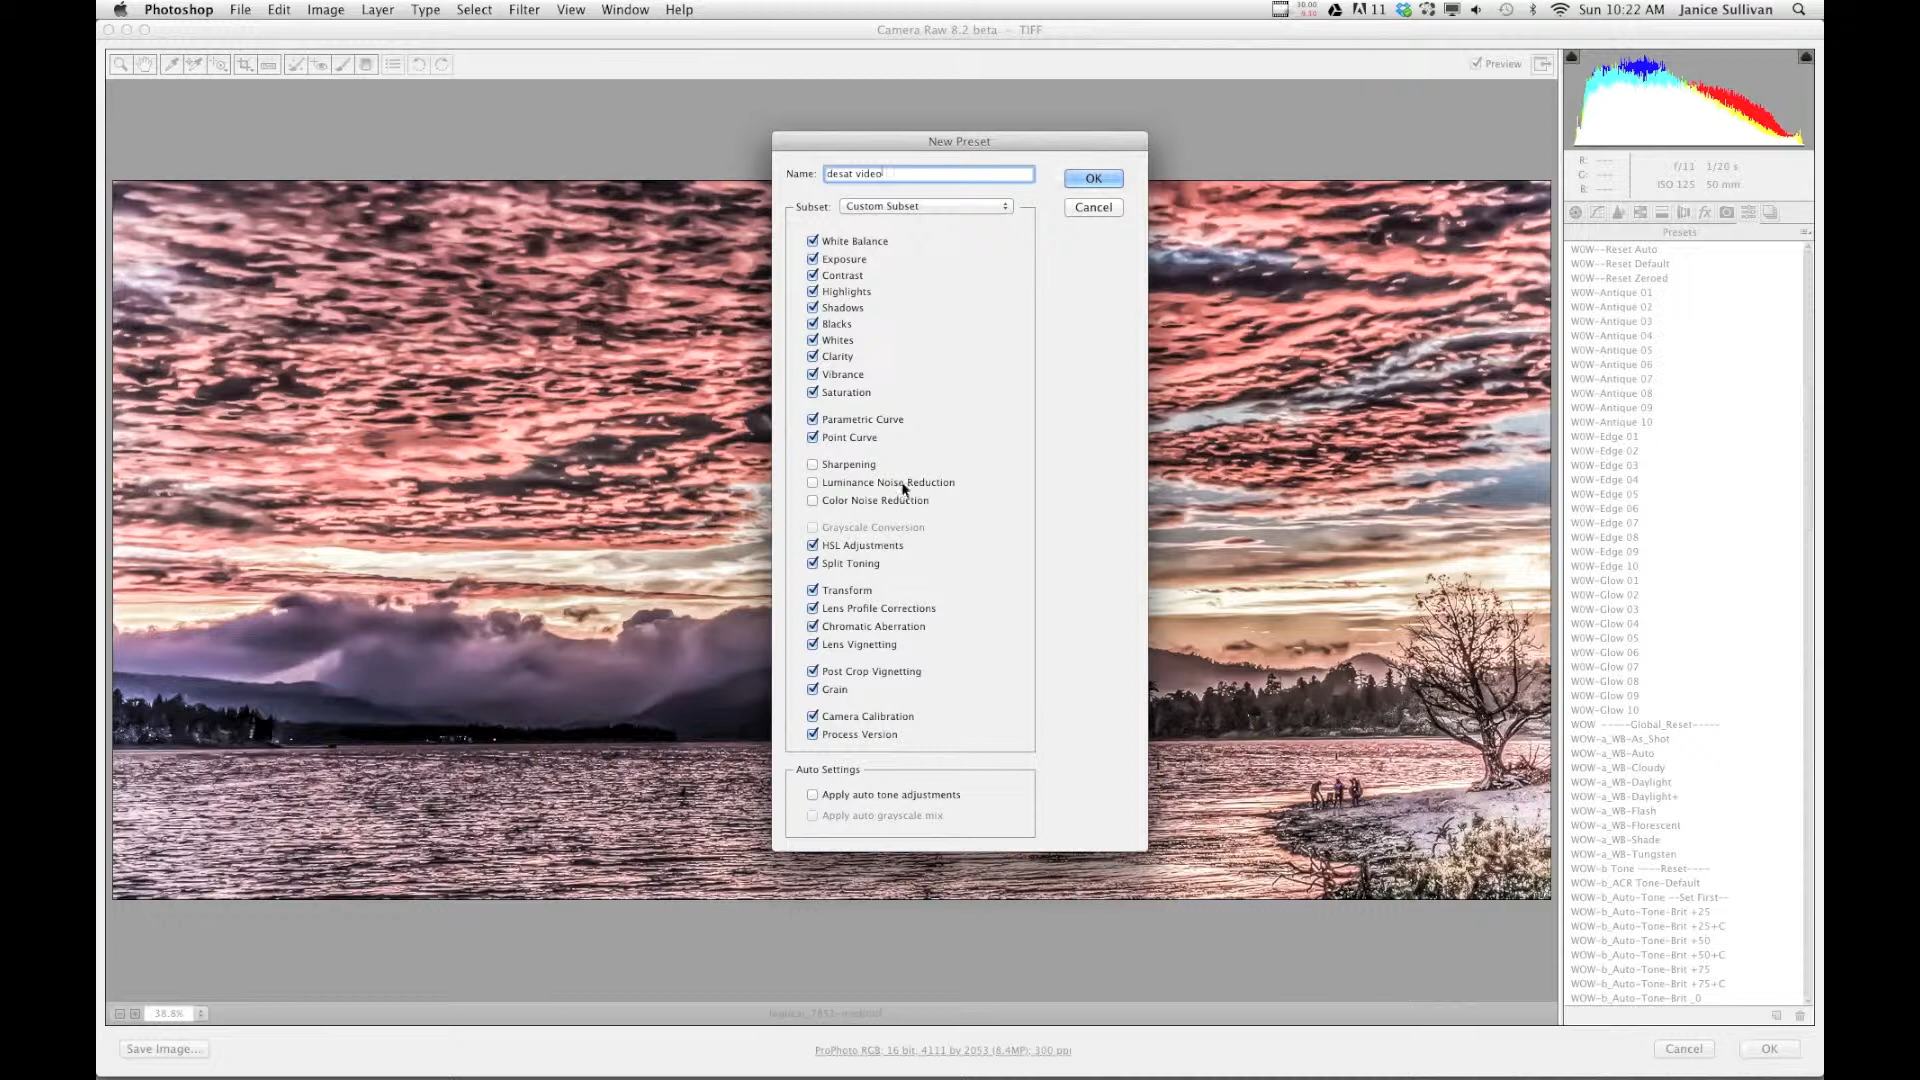 Photoshop File Edit Image Layer Type Select Filter View Window Help 11 Sun 10:22 AM Janice Sullivan
Camera Raw 8.2 beta - TIFF
Preview
New Preset
Name: desat video
OK
Subset: Custom Subset
Cancel
White Balance
Exposure
Contrast
Highlights
Shadows
Blacks
Whites
Clarity
Vibrance
Saturation
Parametric Curve
Point Curve
Sharpening
Luminance Noise Reduction
Color Noise Reduction
Grayscale Conversion
HSL Adjustments
Split Toning
Transform
Lens Profile Corrections
Chromatic Aberration
Lens Vignetting
Post Crop Vignetting
Grain
Camera Calibration
Process Version
Auto Settings
Apply auto tone adjustments
Apply auto grayscale mix
R: ---
G: ---
B: ---
f/11 1/20 s
ISO 125 50 mm
Presets
WOW--Reset Auto
WOW--Reset Default
WOW--Reset Zeroed
WOW-Antique 01
WOW-Antique 02
WOW-Antique 03
WOW-Antique 04
WOW-Antique 05
WOW-Antique 06
WOW-Antique 07
WOW-Antique 08
WOW-Antique 09
WOW-Antique 10
WOW-Edge 01
WOW-Edge 02
WOW-Edge 03
WOW-Edge 04
WOW-Edge 05
WOW-Edge 06
WOW-Edge 07
WOW-Edge 08
WOW-Edge 09
WOW-Edge 10
WOW-Glow 01
WOW-Glow 02
WOW-Glow 03
WOW-Glow 04
WOW-Glow 05
WOW-Glow 06
WOW-Glow 07
WOW-Glow 08
WOW-Glow 09
WOW-Glow 10
WOW -----Global_Reset-----
WOW-a_WB-As_Shot
WOW-a_WB-Auto
WOW-a_WB-Cloudy
WOW-a_WB-Daylight
WOW-a_WB-Daylight+
WOW-a_WB-Flash
WOW-a_WB-Florescent
WOW-a_WB-Shade
WOW-a_WB-Tungsten
WOW-b Tone ----Reset----
WOW-b_ACR Tone-Default
WOW-b_Auto-Tone --Set First--
WOW-b_Auto-Tone-Brit +25
WOW-b_Auto-Tone-Brit +25+C
WOW-b_Auto-Tone-Brit +50
WOW-b_Auto-Tone-Brit +50+C
WOW-b_Auto-Tone-Brit +75
WOW-b_Auto-Tone-Brit +75+C
WOW-b_Auto-Tone-Brit _0
38.8%
Save Image...
ProPhoto RGB; 16 bit; 4111 by 2053 (8.4MP); 300 ppi
Cancel
OK